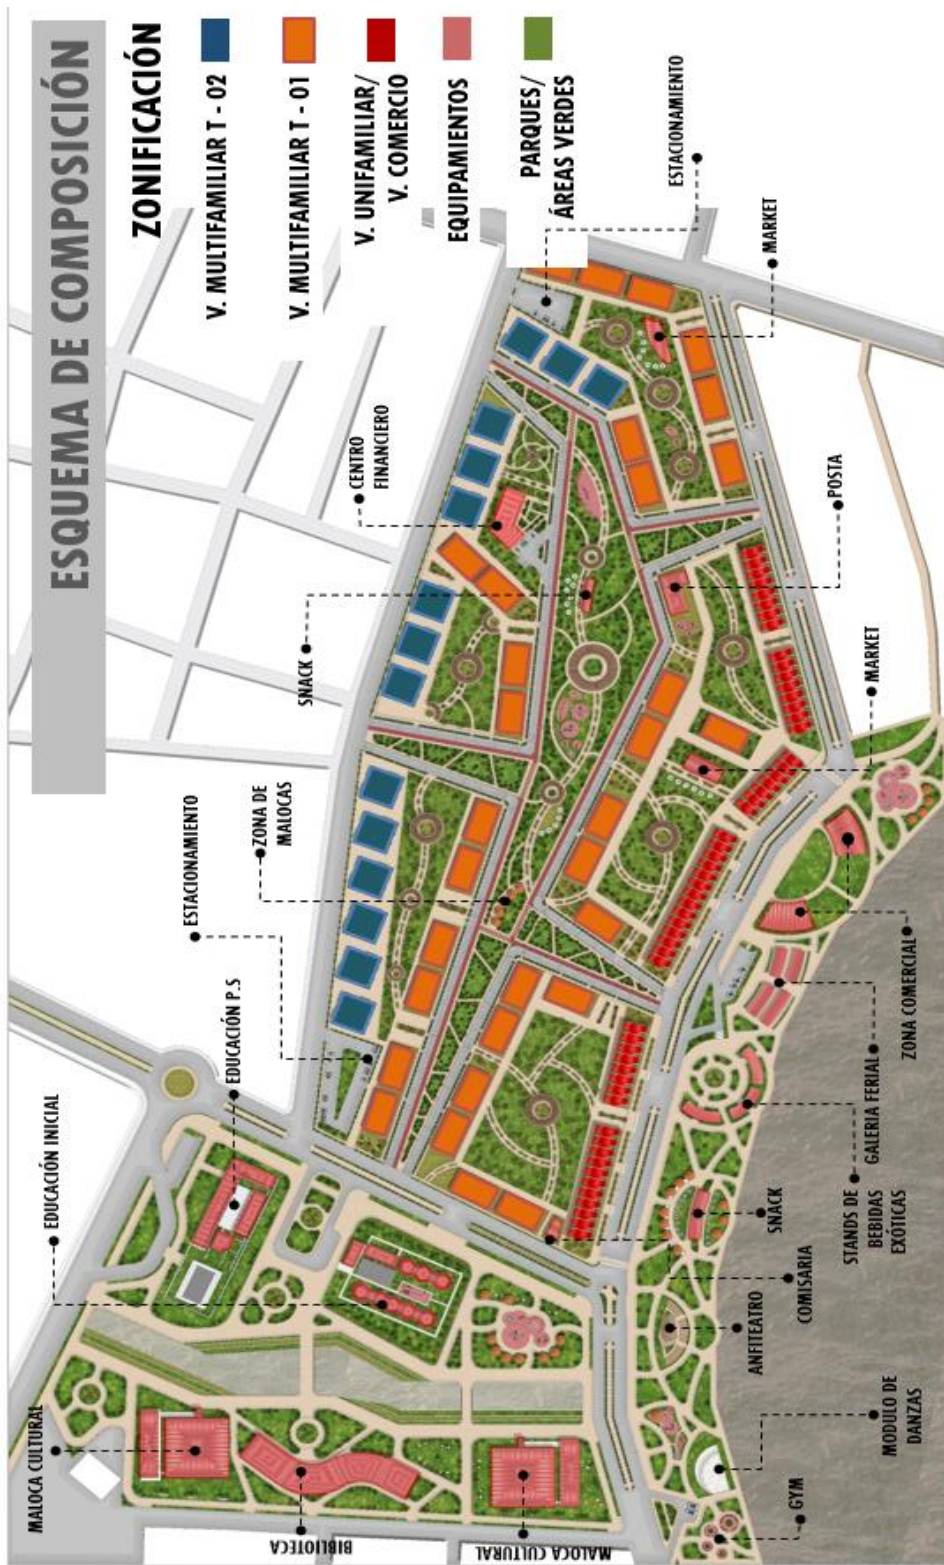 ESQUEMA DE COMPOSICIÓN
ZONIFICACIÓN
V. MULTIFAMILIAR T - 02
V. MULTIFAMILIAR T - 01
V. UNIFAMILIAR/
V. COMERCIO
EQUIPAMIENTOS
PARQUES/
ÁREAS VERDES
MALOCA CULTURAL
EDUCACIÓN INICIAL
EDUCACIÓN P.S
ESTACIONAMIENTO
ZONA DE
MALOCAS
SNACK
CENTRO
FINANCIERO
ESTACIONAMIENTO
MARKET
POSTA
MARKET
ZONA COMERCIAL
GALERIA FERIAL
STANDS DE
BEBIDAS
EXÓTICAS
SNACK
COMISARIA
ANFITEATRO
MODULO DE
DANZAS
GYM
MALOCA CULTURAL
BIBLIOTECA